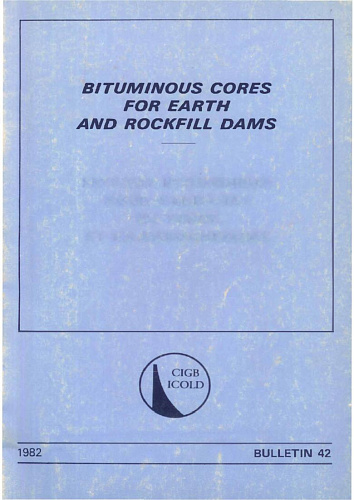 BITUMINOUS CORES
FOR EARTH
AND ROCKFILL DAMS
CIGB
ICOLD
1982 BULLETIN 42